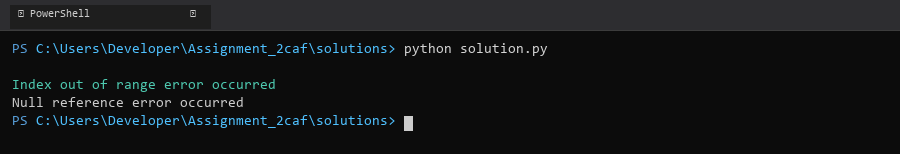 PowerShell
PS C:\Users\Developer\Assignment_2caf\solutions> python solution.py
Index out of range error occurred
Null reference error occurred
PS C:\Users\Developer\Assignment_2caf\solutions>